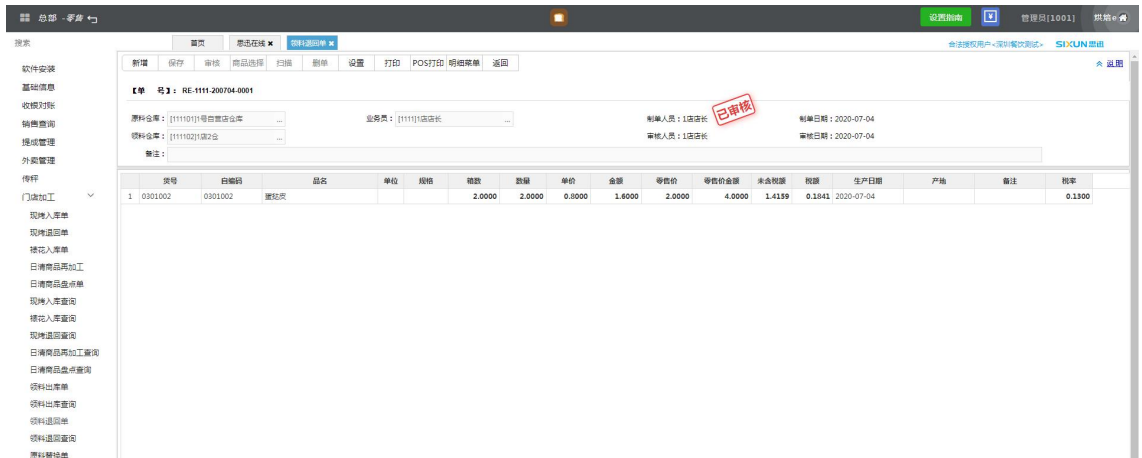 总部 -零售
设置指南
管理员[1001]
烘焙e
搜索
首页
思迅在线
领料退回单
合法授权用户<深圳餐饮测试>
SIXUN思迅
新增 保存 审核 商品选择 扫描 删单 设置 打印 POS打印 明细菜单 返回
说明
【单 号】：RE-1111-200704-0001
已审核
原料仓库：[111101]1号自营店仓库 ...
业务员：[1111]1店店长 ...
制单人员：1店店长
制单日期：2020-07-04
领料仓库：[111102]1店2仓 ...
审核人员：1店店长
审核日期：2020-07-04
备注：
货号 自编码 品名 单位 规格 箱数 数量 单价 金额 零售价 零售价金额 未含税额 税额 生产日期 产地 备注 税率
1 0301002 0301002 蛋挞皮 2.0000 2.0000 0.8000 1.6000 2.0000 4.0000 1.4159 0.1841 2020-07-04 0.1300
软件安装
基础信息
收银对账
销售查询
提成管理
外卖管理
传秤
门店加工
现烤入库单
现烤退回单
裱花入库单
日清商品再加工
日清商品盘点单
现烤入库查询
裱花入库查询
现烤退回查询
日清商品再加工查询
日清商品盘点查询
领料出库单
领料出库查询
领料退回单
领料退回查询
原料替换单